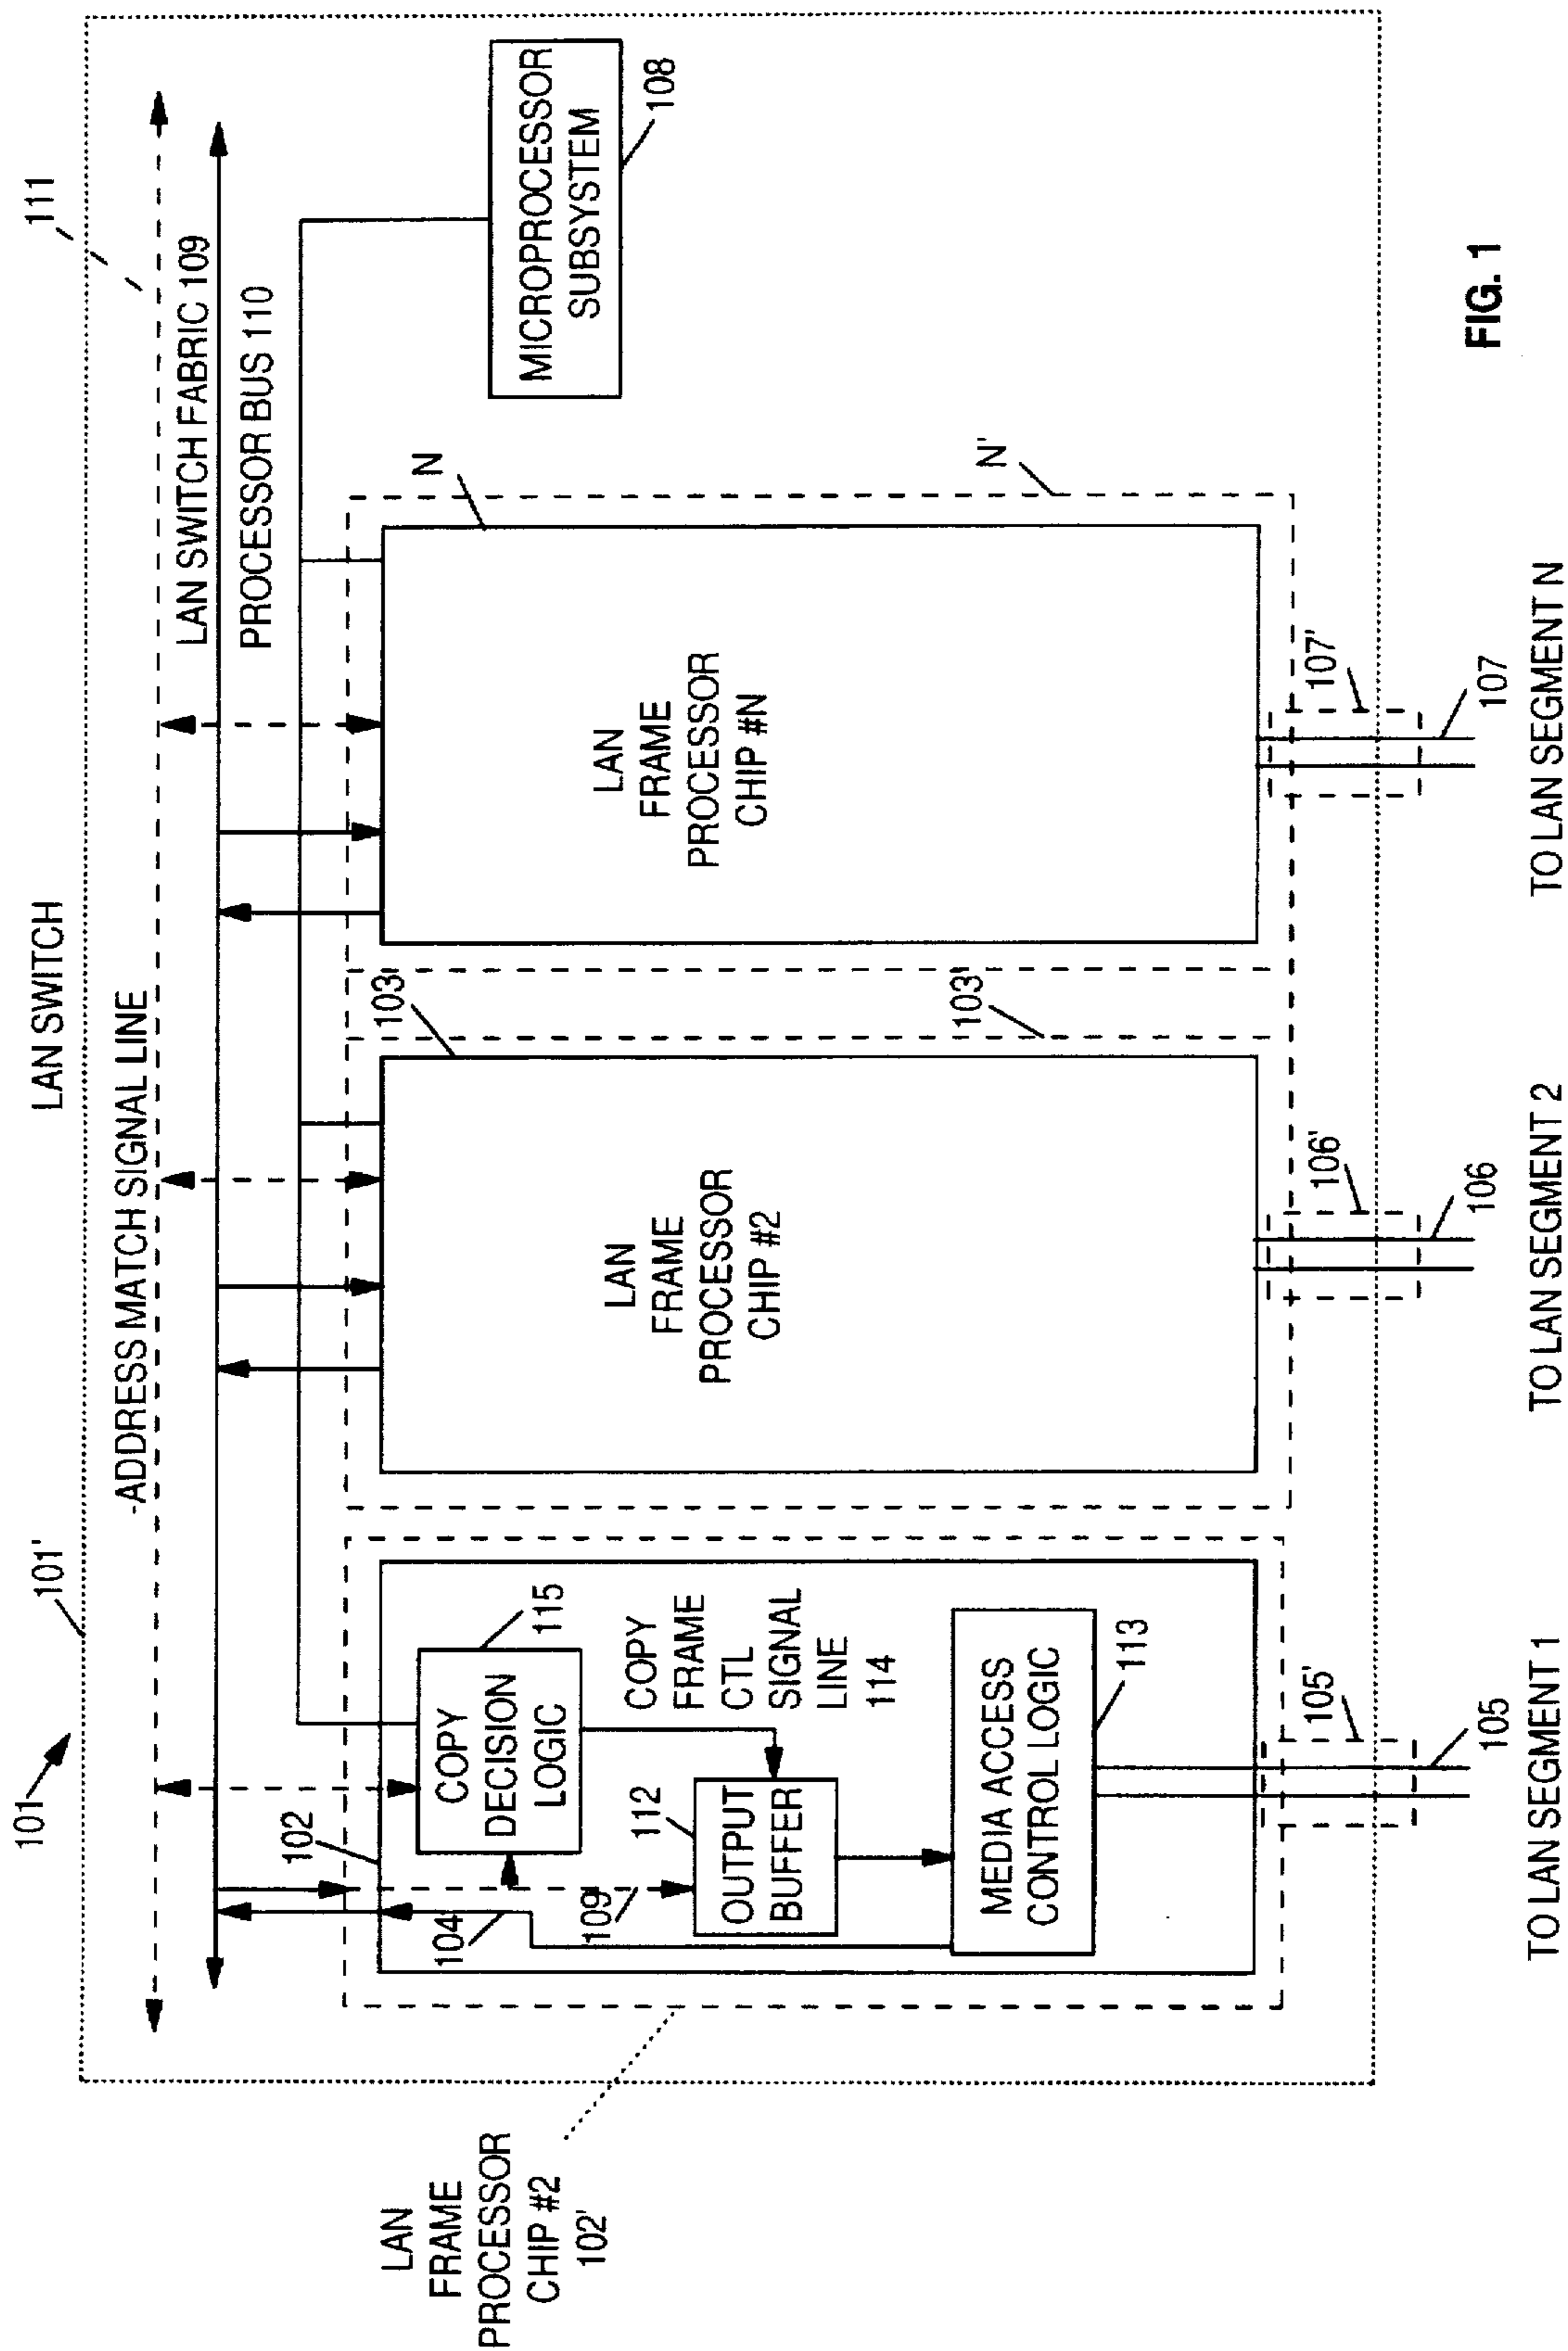 LAN SWITCH
101
101'
111
-ADDRESS MATCH SIGNAL LINE
LAN SWITCH FABRIC 109
PROCESSOR BUS 110
LAN
FRAME
PROCESSOR
CHIP #2
102'
102
104
109'
COPY
DECISION
LOGIC
115
COPY
FRAME
CTL
SIGNAL
LINE
114
112
OUTPUT
BUFFER
MEDIA ACCESS
CONTROL LOGIC
113
105'
105
TO LAN SEGMENT 1
103
LAN
FRAME
PROCESSOR
CHIP #2
103'
106'
106
TO LAN SEGMENT 2
N
LAN
FRAME
PROCESSOR
CHIP #N
N'
107'
107
TO LAN SEGMENT N
MICROPROCESSOR
SUBSYSTEM
108
FIG. 1